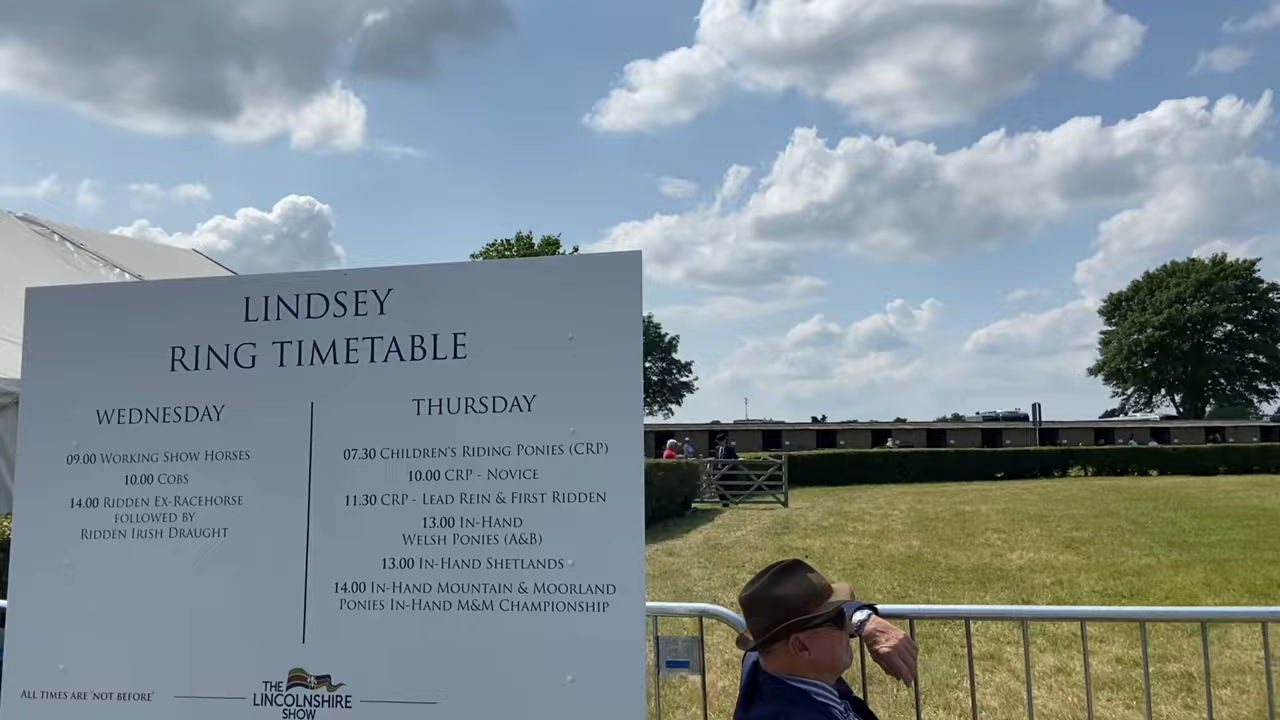 LINDSEY
RING TIMETABLE
WEDNESDAY
09.00 WORKING SHOW HORSES
10.00 COBS
14.00 RIDDEN EX-RACEHORSE
FOLLOWED BY
RIDDEN IRISH DRAUGHT
THURSDAY
07.30 CHILDREN'S RIDING PONIES (CRP)
10.00 CRP - NOVICE
11.30 CRP - LEAD REIN & FIRST RIDDEN
13.00 IN-HAND
WELSH PONIES (A&B)
13.00 IN-HAND SHETLANDS
14.00 IN-HAND MOUNTAIN & MOORLAND
PONIES IN-HAND M&M CHAMPIONSHIP
ALL TIMES ARE 'NOT BEFORE'
THE
LINCOLNSHIRE
SHOW